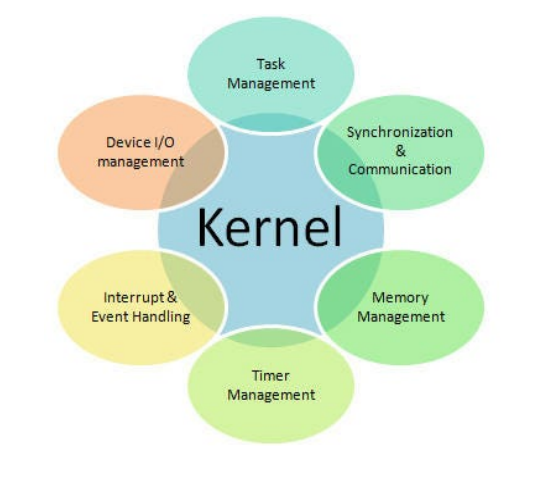 Task
Management
Synchronization
&
Communication
Device I/O
management
Kernel
Interrupt &
Event Handling
Memory
Management
Timer
Management